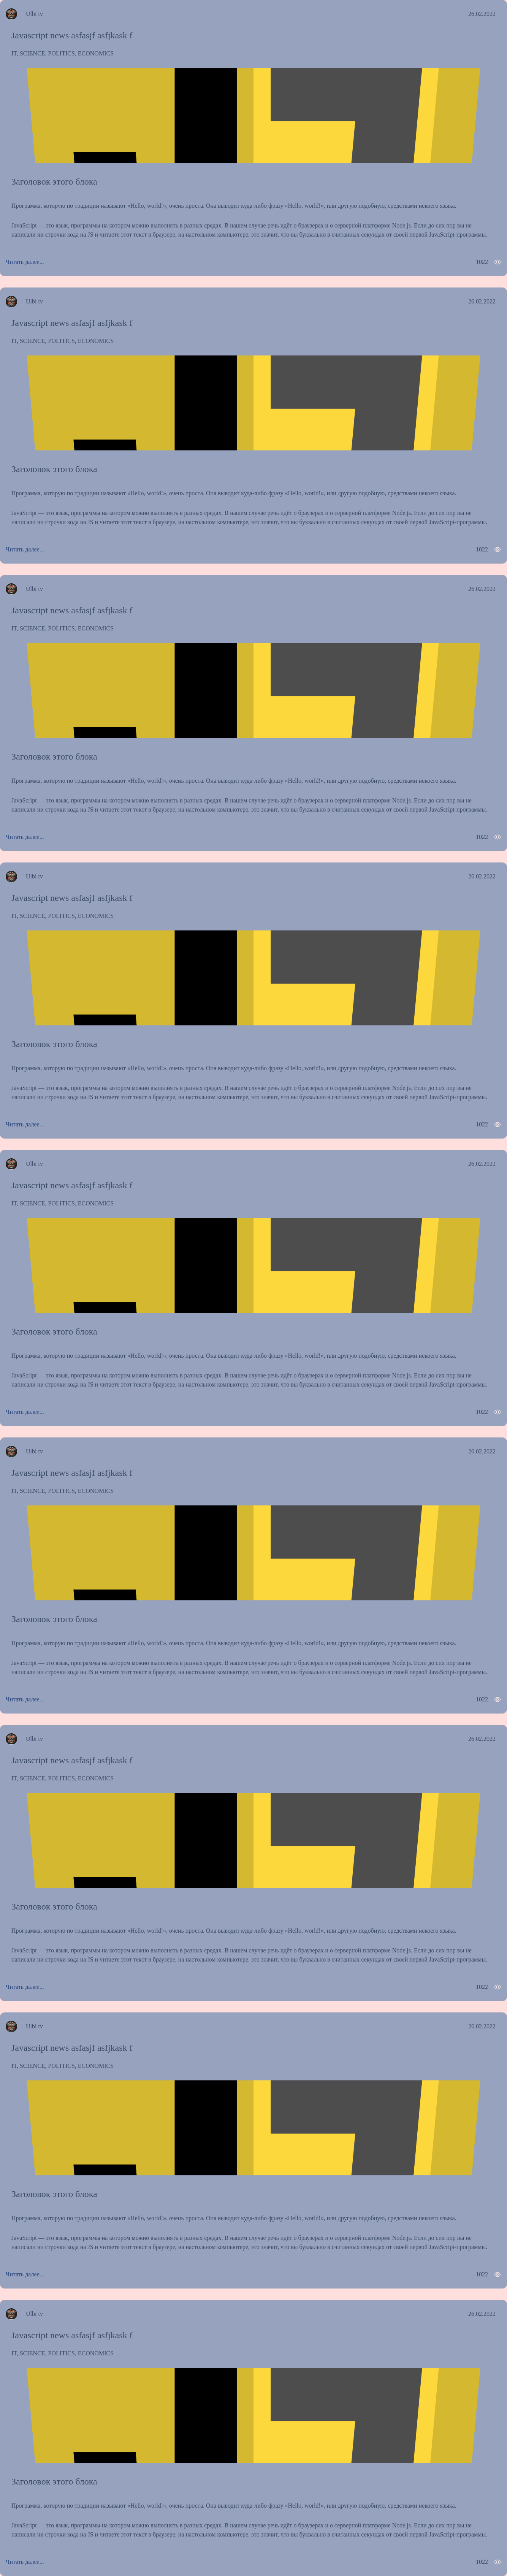 Ulbi tv
26.02.2022
Javascript news asfasjf asfjkask f
IT, SCIENCE, POLITICS, ECONOMICS
Заголовок этого блока
Программа, которую по традиции называют «Hello, world!», очень проста. Она выводит куда-либо фразу «Hello, world!», или другую подобную, средствами некоего языка.
JavaScript — это язык, программы на котором можно выполнять в разных средах. В нашем случае речь идёт о браузерах и о серверной платформе Node.js. Если до сих пор вы не
написали ни строчки кода на JS и читаете этот текст в браузере, на настольном компьютере, это значит, что вы буквально в считанных секундах от своей первой JavaScript-программы.
Читать далее...
1022
Ulbi tv
26.02.2022
Javascript news asfasjf asfjkask f
IT, SCIENCE, POLITICS, ECONOMICS
Заголовок этого блока
Программа, которую по традиции называют «Hello, world!», очень проста. Она выводит куда-либо фразу «Hello, world!», или другую подобную, средствами некоего языка.
JavaScript — это язык, программы на котором можно выполнять в разных средах. В нашем случае речь идёт о браузерах и о серверной платформе Node.js. Если до сих пор вы не
написали ни строчки кода на JS и читаете этот текст в браузере, на настольном компьютере, это значит, что вы буквально в считанных секундах от своей первой JavaScript-программы.
Читать далее...
1022
Ulbi tv
26.02.2022
Javascript news asfasjf asfjkask f
IT, SCIENCE, POLITICS, ECONOMICS
Заголовок этого блока
Программа, которую по традиции называют «Hello, world!», очень проста. Она выводит куда-либо фразу «Hello, world!», или другую подобную, средствами некоего языка.
JavaScript — это язык, программы на котором можно выполнять в разных средах. В нашем случае речь идёт о браузерах и о серверной платформе Node.js. Если до сих пор вы не
написали ни строчки кода на JS и читаете этот текст в браузере, на настольном компьютере, это значит, что вы буквально в считанных секундах от своей первой JavaScript-программы.
Читать далее...
1022
Ulbi tv
26.02.2022
Javascript news asfasjf asfjkask f
IT, SCIENCE, POLITICS, ECONOMICS
Заголовок этого блока
Программа, которую по традиции называют «Hello, world!», очень проста. Она выводит куда-либо фразу «Hello, world!», или другую подобную, средствами некоего языка.
JavaScript — это язык, программы на котором можно выполнять в разных средах. В нашем случае речь идёт о браузерах и о серверной платформе Node.js. Если до сих пор вы не
написали ни строчки кода на JS и читаете этот текст в браузере, на настольном компьютере, это значит, что вы буквально в считанных секундах от своей первой JavaScript-программы.
Читать далее...
1022
Ulbi tv
26.02.2022
Javascript news asfasjf asfjkask f
IT, SCIENCE, POLITICS, ECONOMICS
Заголовок этого блока
Программа, которую по традиции называют «Hello, world!», очень проста. Она выводит куда-либо фразу «Hello, world!», или другую подобную, средствами некоего языка.
JavaScript — это язык, программы на котором можно выполнять в разных средах. В нашем случае речь идёт о браузерах и о серверной платформе Node.js. Если до сих пор вы не
написали ни строчки кода на JS и читаете этот текст в браузере, на настольном компьютере, это значит, что вы буквально в считанных секундах от своей первой JavaScript-программы.
Читать далее...
1022
Ulbi tv
26.02.2022
Javascript news asfasjf asfjkask f
IT, SCIENCE, POLITICS, ECONOMICS
Заголовок этого блока
Программа, которую по традиции называют «Hello, world!», очень проста. Она выводит куда-либо фразу «Hello, world!», или другую подобную, средствами некоего языка.
JavaScript — это язык, программы на котором можно выполнять в разных средах. В нашем случае речь идёт о браузерах и о серверной платформе Node.js. Если до сих пор вы не
написали ни строчки кода на JS и читаете этот текст в браузере, на настольном компьютере, это значит, что вы буквально в считанных секундах от своей первой JavaScript-программы.
Читать далее...
1022
Ulbi tv
26.02.2022
Javascript news asfasjf asfjkask f
IT, SCIENCE, POLITICS, ECONOMICS
Заголовок этого блока
Программа, которую по традиции называют «Hello, world!», очень проста. Она выводит куда-либо фразу «Hello, world!», или другую подобную, средствами некоего языка.
JavaScript — это язык, программы на котором можно выполнять в разных средах. В нашем случае речь идёт о браузерах и о серверной платформе Node.js. Если до сих пор вы не
написали ни строчки кода на JS и читаете этот текст в браузере, на настольном компьютере, это значит, что вы буквально в считанных секундах от своей первой JavaScript-программы.
Читать далее...
1022
Ulbi tv
26.02.2022
Javascript news asfasjf asfjkask f
IT, SCIENCE, POLITICS, ECONOMICS
Заголовок этого блока
Программа, которую по традиции называют «Hello, world!», очень проста. Она выводит куда-либо фразу «Hello, world!», или другую подобную, средствами некоего языка.
JavaScript — это язык, программы на котором можно выполнять в разных средах. В нашем случае речь идёт о браузерах и о серверной платформе Node.js. Если до сих пор вы не
написали ни строчки кода на JS и читаете этот текст в браузере, на настольном компьютере, это значит, что вы буквально в считанных секундах от своей первой JavaScript-программы.
Читать далее...
1022
Ulbi tv
26.02.2022
Javascript news asfasjf asfjkask f
IT, SCIENCE, POLITICS, ECONOMICS
Заголовок этого блока
Программа, которую по традиции называют «Hello, world!», очень проста. Она выводит куда-либо фразу «Hello, world!», или другую подобную, средствами некоего языка.
JavaScript — это язык, программы на котором можно выполнять в разных средах. В нашем случае речь идёт о браузерах и о серверной платформе Node.js. Если до сих пор вы не
написали ни строчки кода на JS и читаете этот текст в браузере, на настольном компьютере, это значит, что вы буквально в считанных секундах от своей первой JavaScript-программы.
Читать далее...
1022